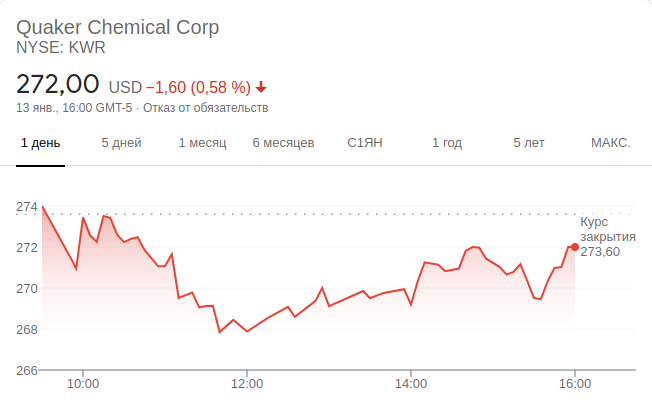 Quaker Chemical Corp
NYSE: KWR
272,00 USD −1,60 (0,58 %)
13 янв., 16:00 GMT-5 · Отказ от обязательств
1 день 5 дней 1 месяц 6 месяцев С1ЯН 1 год 5 лет МАКС.
274
Курс
закрытия
273,60
272
270
268
266
10:00 12:00 14:00 16:00